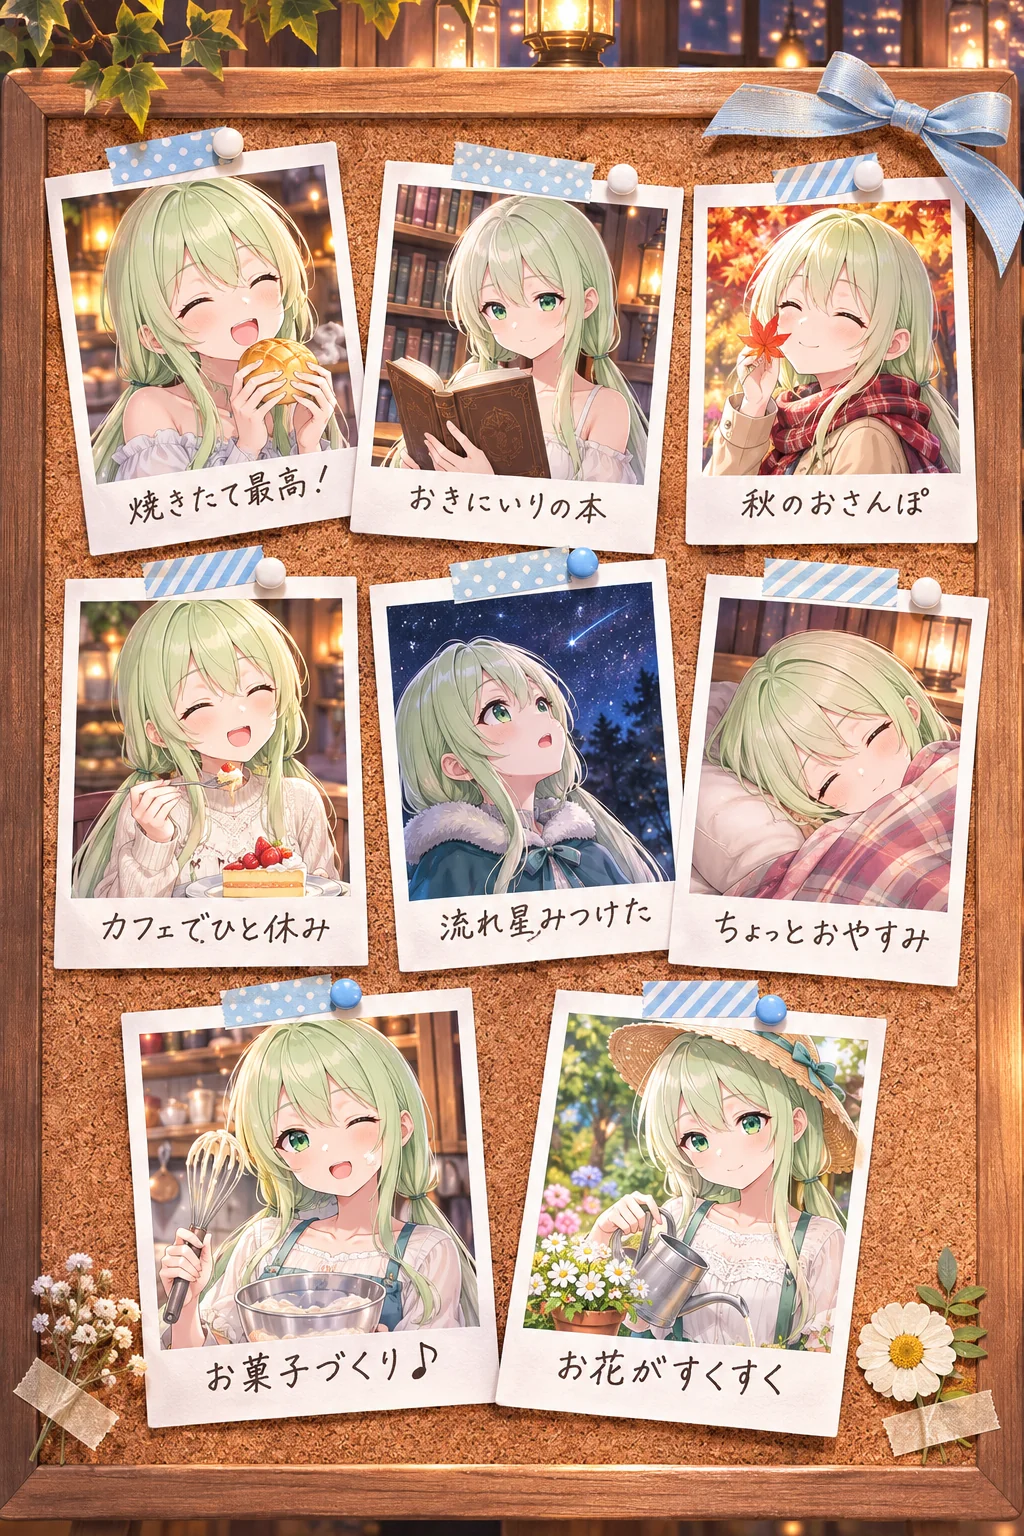 焼きたて最高！
おきにいりの本
秋のおさんぽ
カフェでひと休み
流れ星みつけた
ちょっとおやすみ
お菓子づくり♪
お花がすくすく